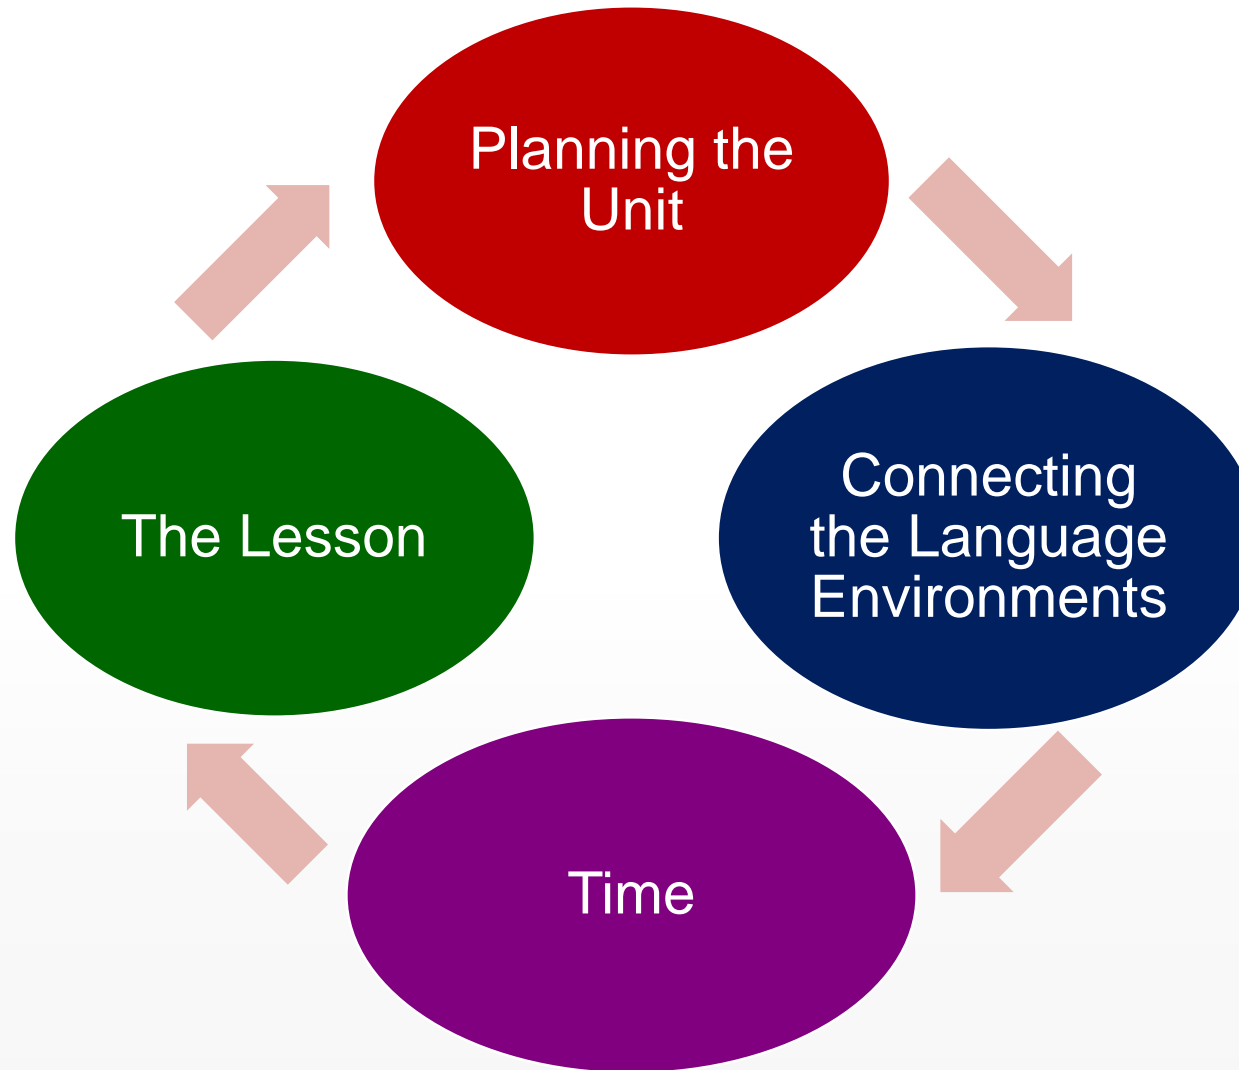 Planning the
Unit
Connecting
the Language
Environments
Time
The Lesson